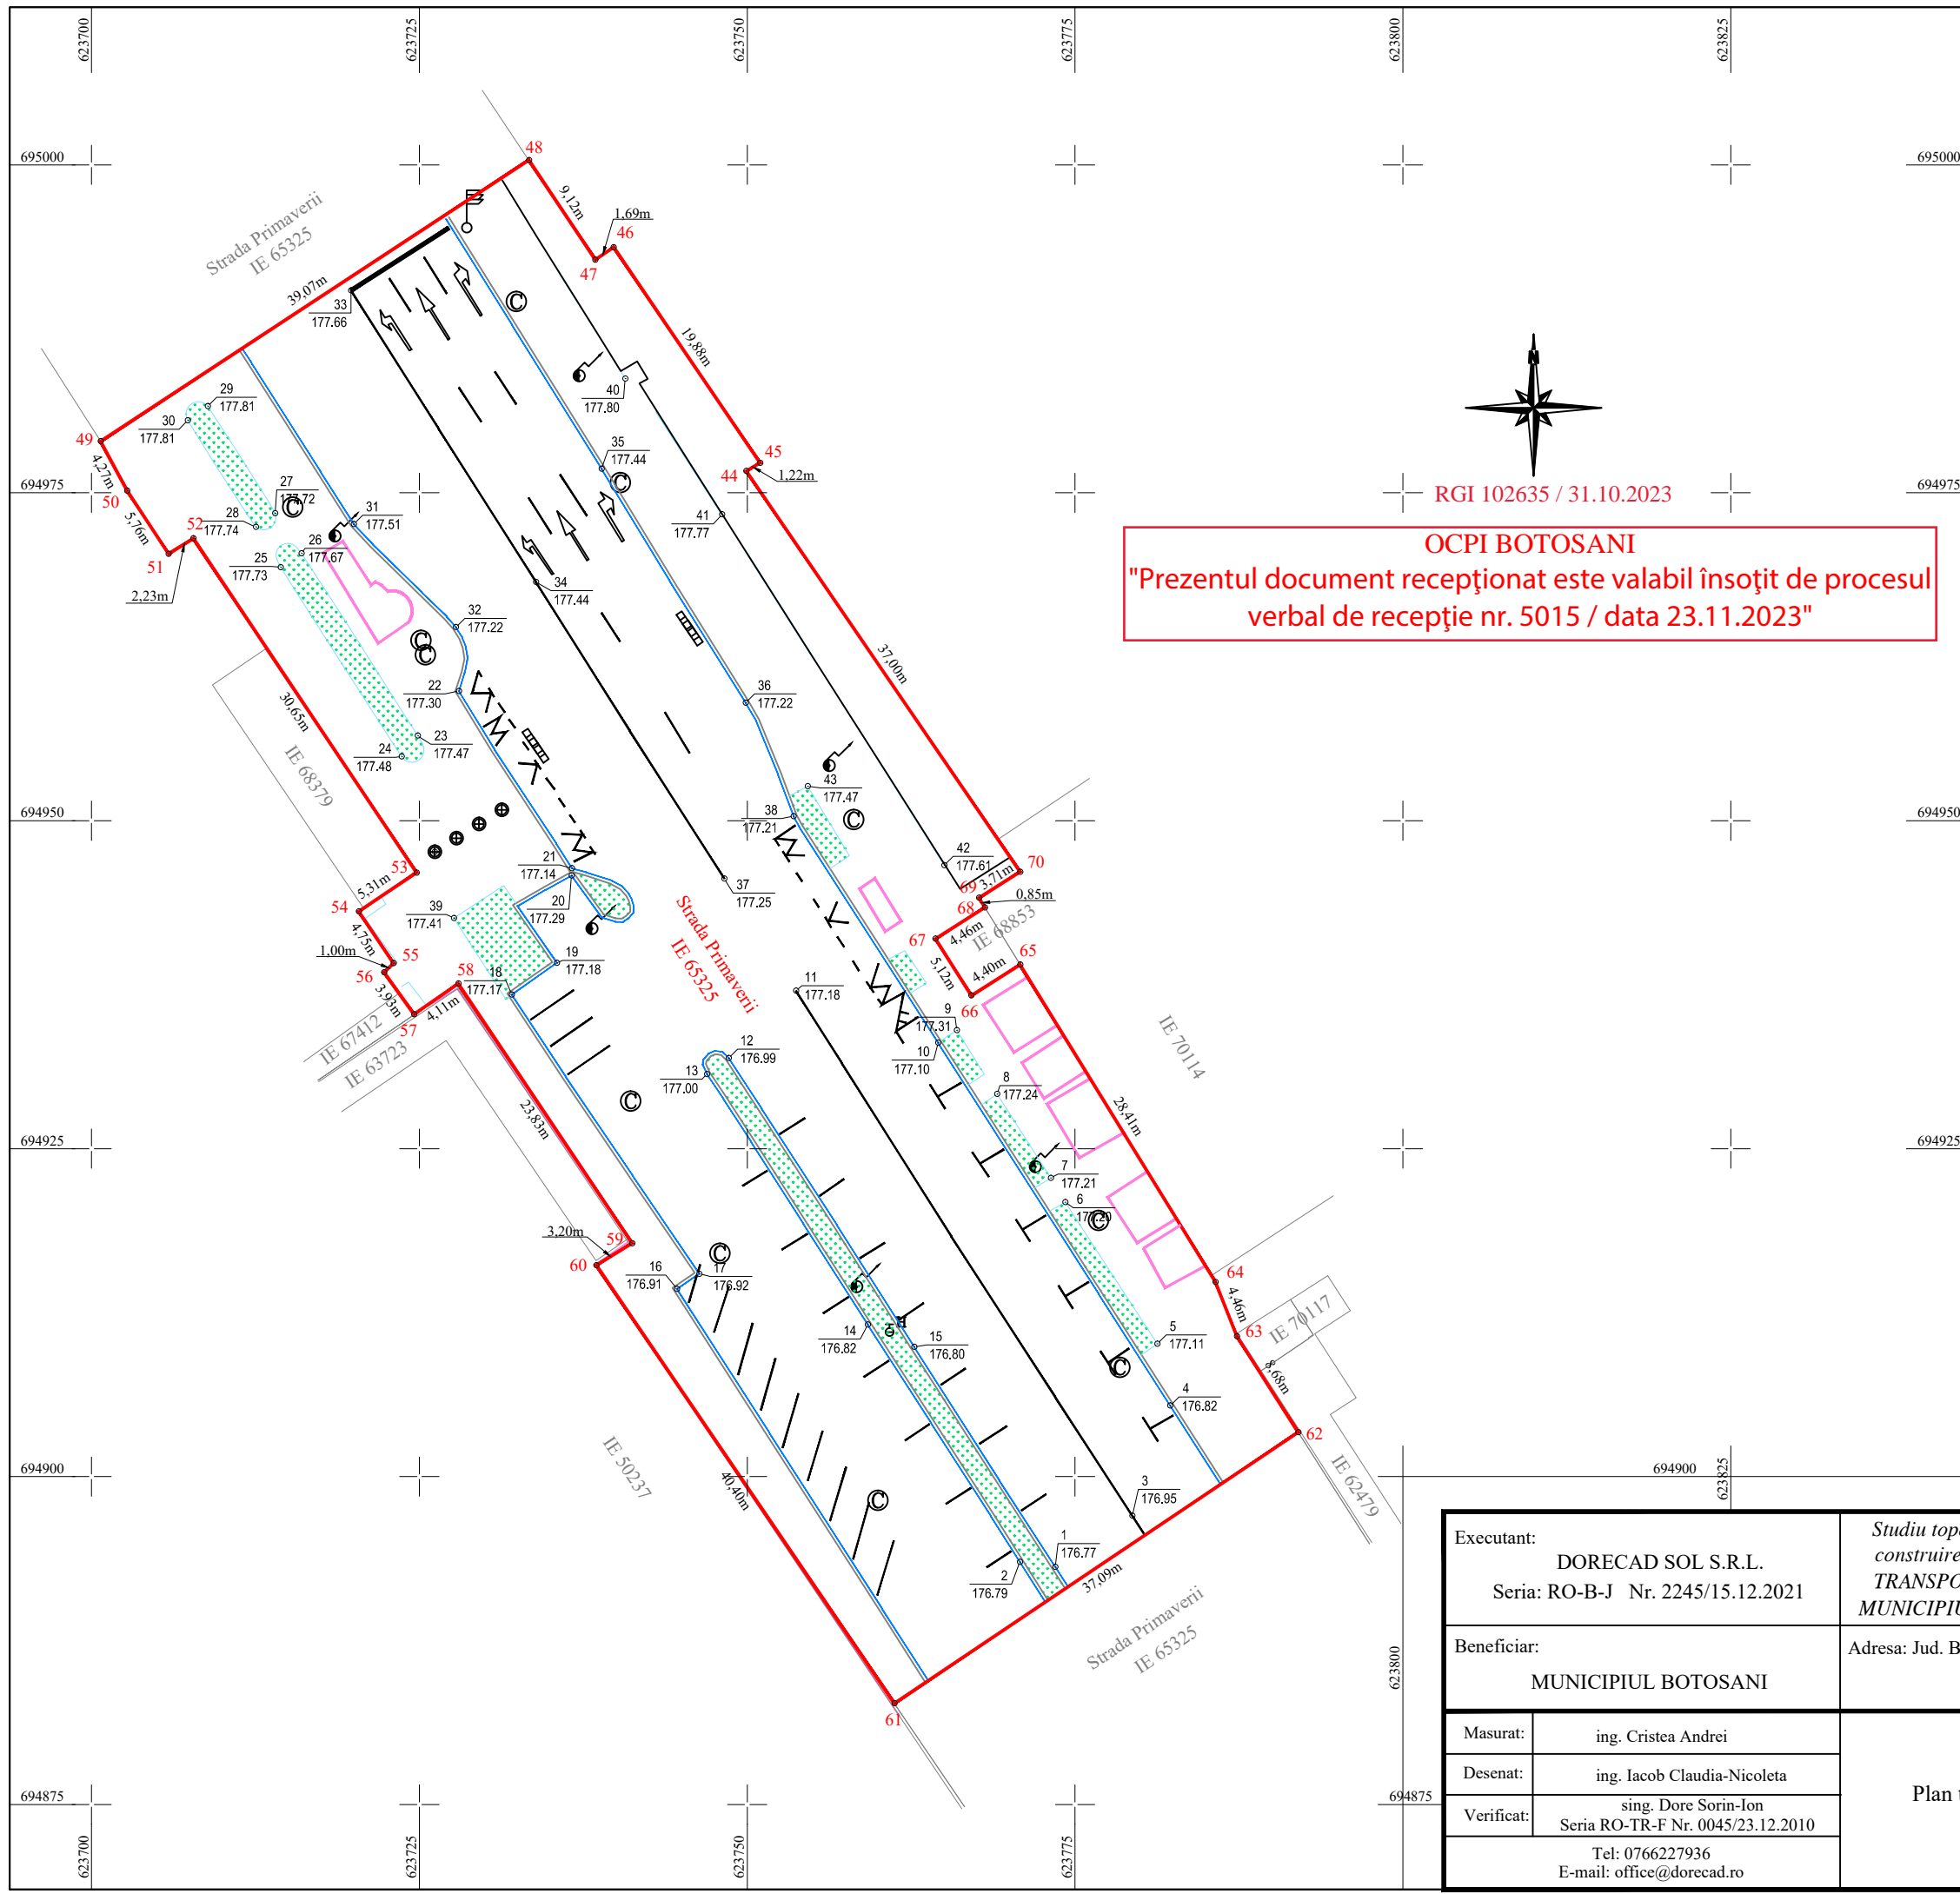 623700
623725
623750
623775
623800
623825
695000
695000
48
9,12m
1,69m
46
47
Strada Primaverii
IE 65325
39,07m
33
177.66
19,88m
40
177.80
N
29
177.81
30
177.81
49
4,27m
50
35
177.44
45
44
1,22m
694975
694975
RGI 102635 / 31.10.2023
27
177.72
28
177.74
31
177.51
41
177.77
5,76m
52
51
2,23m
25
177.73
26
177.67
OCPI BOTOSANI
"Prezentul document recepţionat este valabil însoţit de procesul
verbal de recepţie nr. 5015 / data 23.11.2023"
34
177.44
32
177.22
37,00m
22
177.30
36
177.22
30,65m
IE 68379
23
177.47
24
177.48
43
177.47
38
177.21
694950
694950
53
5,31m
54
21
177.14
20
177.29
37
177.25
42
177.61
70
3,71m
69
0,85m
68
IE 68853
39
177.41
4,75m
1,00m
55
56
3,93m
57
58
4,11m
18
177.17
19
177.18
Strada Primaverii
IE 65325
67
4,46m
5,12m
4,40m
65
66
11
177.18
IE 67412
IE 63723
9
177.31
10
177.10
IE 70114
12
176.99
13
177.00
8
177.24
23,83m
28,41m
694925
694925
7
177.21
6
177.20
3,20m
59
60
16
176.91
17
176.92
64
4,46m
63
IE 70117
14
176.82
15
176.80
5
177.11
8,68m
4
176.82
62
IE 50237
40,40m
IE 62479
3
176.95
694900
694900
623825
1
176.77
2
176.79
37,09m
Strada Primaverii
IE 65325
61
623800
694875
694875
623700
623725
623750
623775
Executant:
DORECAD SOL S.R.L.
Seria: RO-B-J Nr. 2245/15.12.2021
Studiu top
construire
TRANSPO
MUNICIPIU
Beneficiar:
MUNICIPIUL BOTOSANI
Adresa: Jud. B
Masurat:
ing. Cristea Andrei
Desenat:
ing. Iacob Claudia-Nicoleta
Verificat:
sing. Dore Sorin-Ion
Seria RO-TR-F Nr. 0045/23.12.2010
Plan
Tel: 0766227936
E-mail: office@dorecad.ro